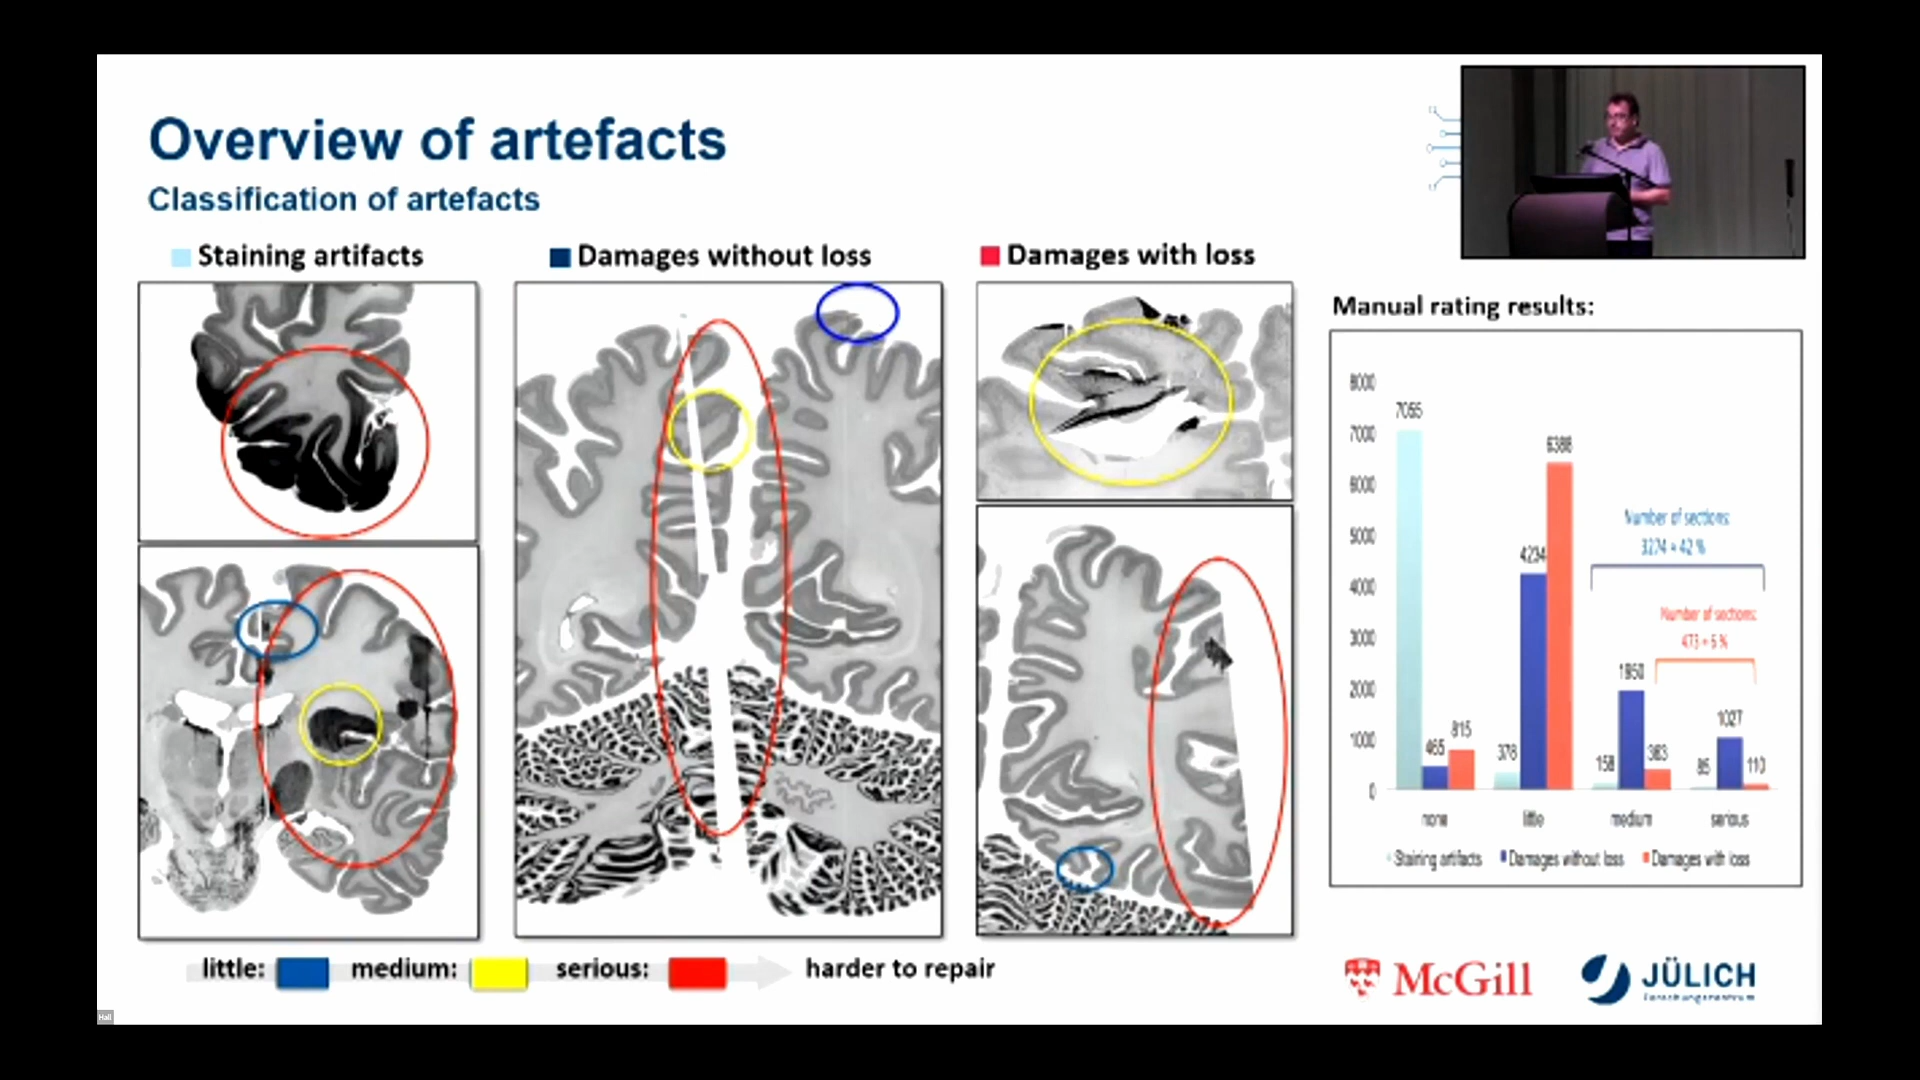 Overview of artefacts
Classification of artefacts
Staining artifacts
Damages without loss
Damages with loss
Manual rating results:
8000
7000
6000
5000
4000
3000
2000
1000
0
7055
465
815
378
4234
6388
158
1950
363
85
1027
110
Number of sections:
3274 = 42 %
Number of sections:
473 = 6 %
none
little
medium
serious
Staining artifacts
Damages without loss
Damages with loss
little:
medium:
serious:
harder to repair
McGill
JÜLICH
Forschungszentrum
Hall